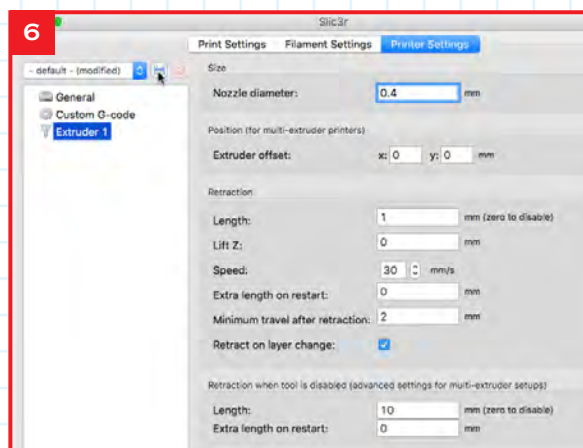 6
Slic3r
Print Settings Filament Settings Printer Settings
- default - (modified)
General
Custom G-code
Extruder 1
Size
Nozzle diameter: 0.4 mm
Position (for multi-extruder printers)
Extruder offset: x: 0 y: 0 mm
Retraction
Length: 1 mm (zero to disable)
Lift Z: 0 mm
Speed: 30 mm/s
Extra length on restart: 0 mm
Minimum travel after retraction: 2 mm
Retract on layer change:
Retraction when tool is disabled (advanced settings for multi-extruder setups)
Length: 10 mm (zero to disable)
Extra length on restart: 0 mm